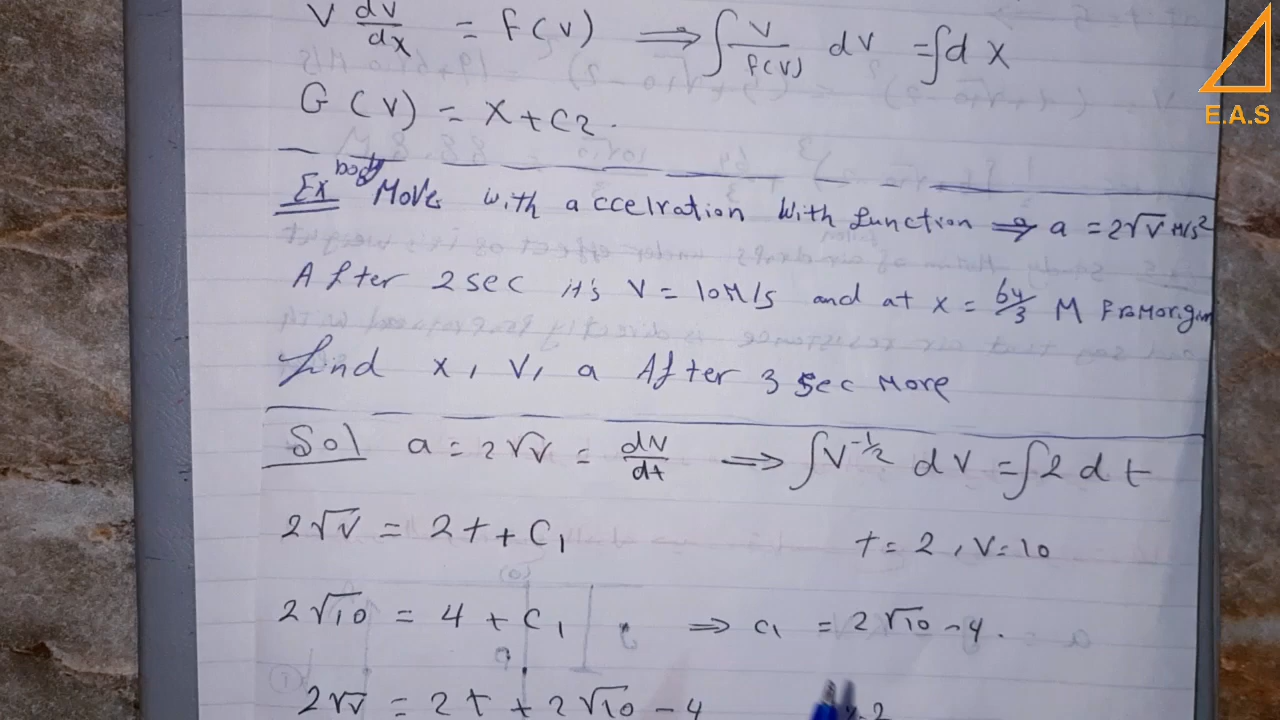 V dv/dx = f(v) ⟹ ∫ V/f(v) dv = ∫d x
E.A.S
G(v) = x + c2.
Ex body Move with accelration With function ⟹ a = 2√v M/s²
After 2 sec it's V = 10 M/s and at x = 64/3 M From origin
find x, v, a After 3 sec More
Sol a = 2√v = dv/dt ⟹ ∫V^-1/2 dv = ∫2 dt
2√v = 2t + C1 t = 2, V = 10
2√10 = 4 + C1 ⟹ c1 = 2√10 - 4.
2√v = 2t + 2√10 - 4